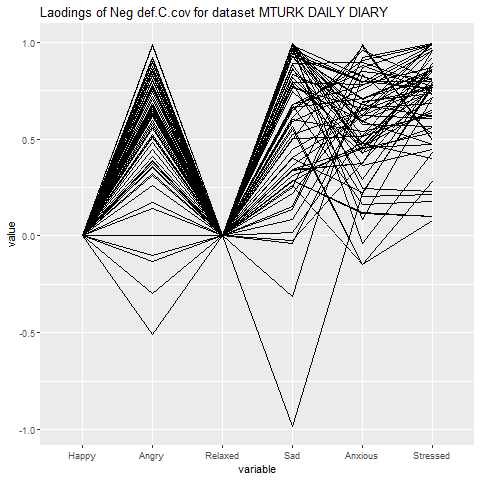 Laodings of Neg def.C.cov for dataset MTURK DAILY DIARY
1.0
0.5
0.0
-0.5
-1.0
value
Happy Angry Relaxed Sad Anxious Stressed
variable